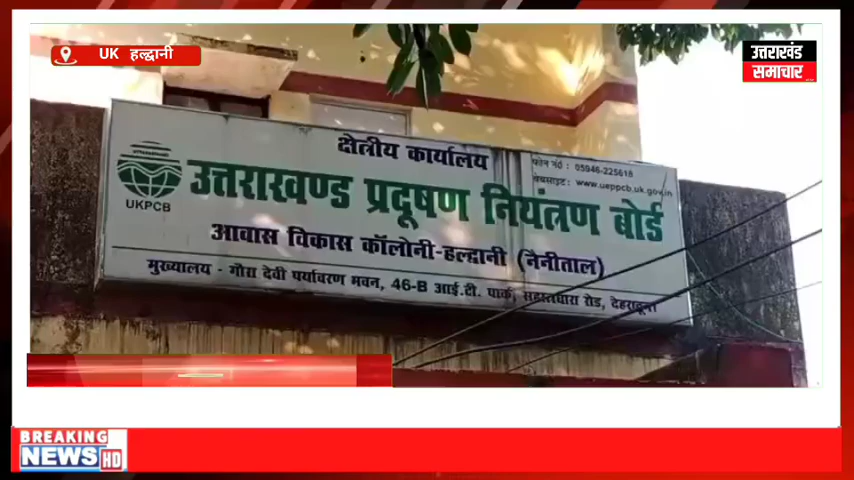 UK हल्द्वानी
उत्तराखंड
समाचार
क्षेत्रीय कार्यालय
फोन नं0 : 05946-225618
वेबसाइट : www.ueppcb.uk.gov.in
उत्तराखण्ड प्रदूषण नियंत्रण बोर्ड
UKPCB
आवास विकास कॉलोनी-हल्द्वानी (नैनीताल)
मुख्यालय - गौरा देवी पर्यावरण भवन, 46-B आई.टी. पार्क, सहस्त्रधारा रोड, देहरादून।
BREAKING
NEWS HD